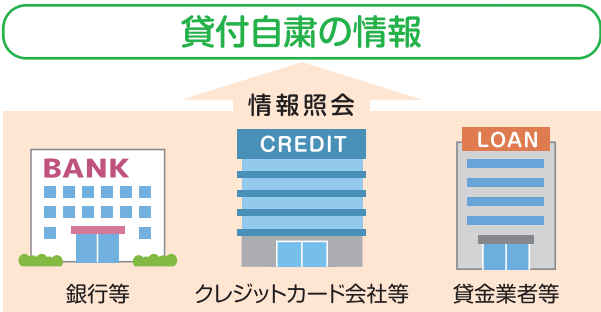 貸付自粛の情報
情報照会
BANK
CREDIT
LOAN
銀行等
クレジットカード会社等
貸金業者等